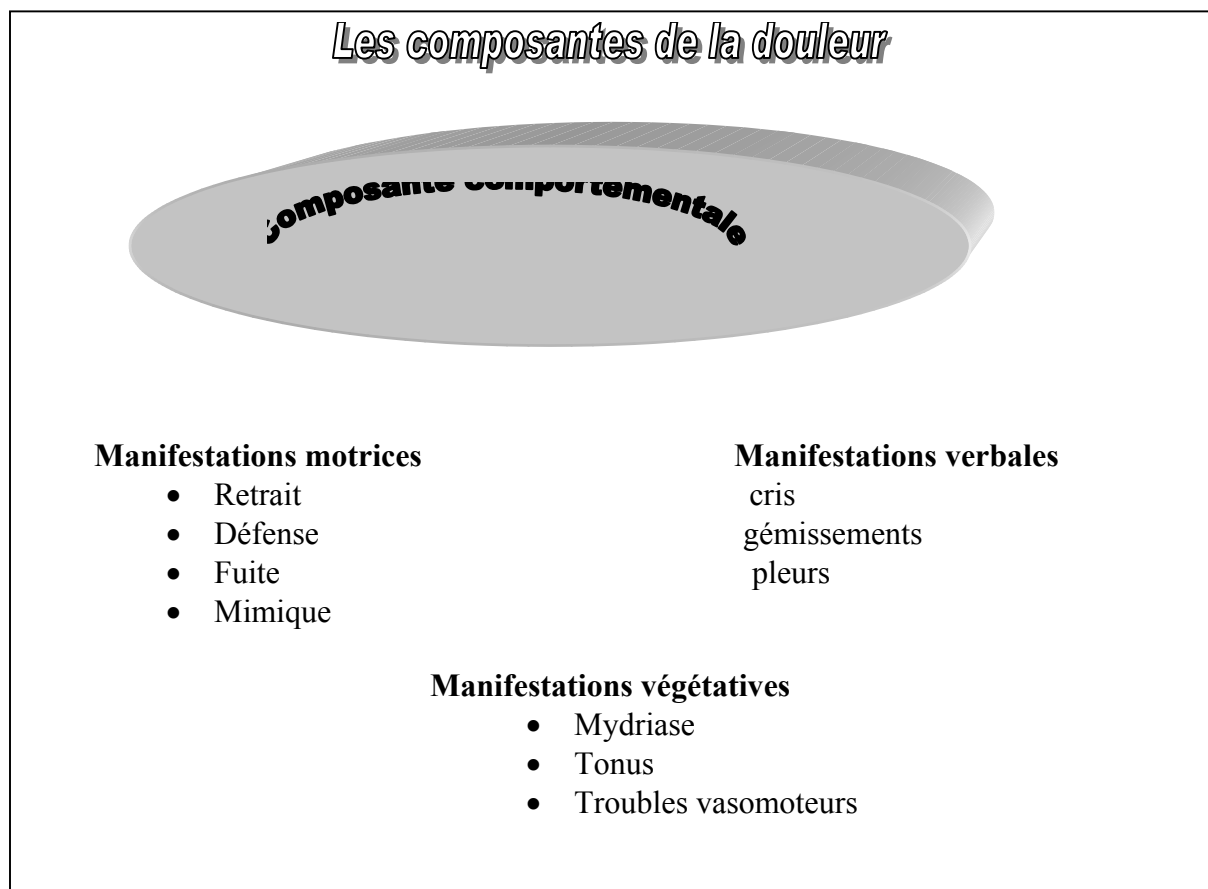 Les composantes de la douleur
Composante comportementale
Manifestations motrices
• Retrait
• Défense
• Fuite
• Mimique
Manifestations verbales
cris
gémissements
pleurs
Manifestations végétatives
• Mydriase
• Tonus
• Troubles vasomoteurs